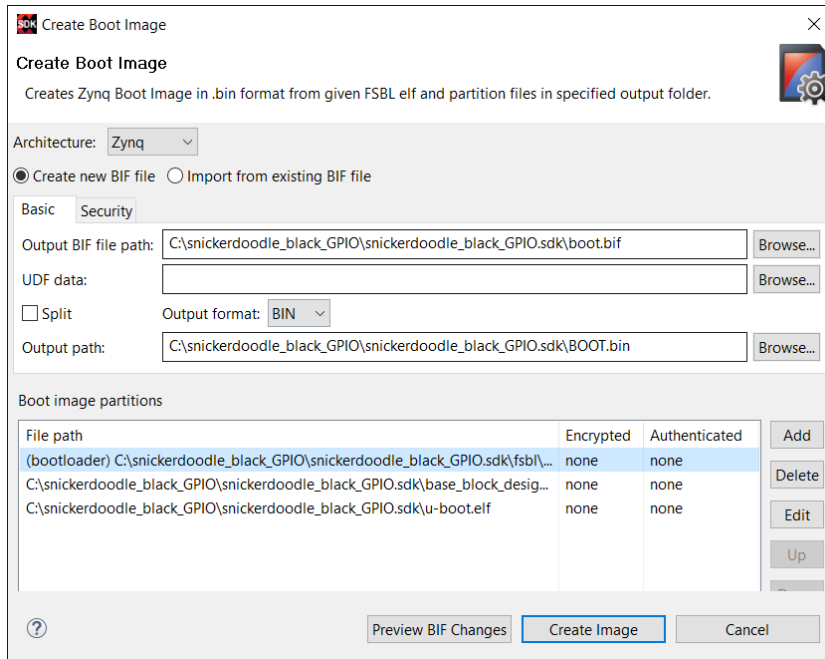 SDK Create Boot Image
Create Boot Image
Creates Zynq Boot Image in .bin format from given FSBL elf and partition files in specified output folder.
Architecture: Zynq
Create new BIF file Import from existing BIF file
Basic Security
Output BIF file path: C:\snickerdoodle_black_GPIO\snickerdoodle_black_GPIO.sdk\boot.bif Browse...
UDF data: Browse...
Split Output format: BIN
Output path: C:\snickerdoodle_black_GPIO\snickerdoodle_black_GPIO.sdk\BOOT.bin Browse...
Boot image partitions
File path Encrypted Authenticated Add
(bootloader) C:\snickerdoodle_black_GPIO\snickerdoodle_black_GPIO.sdk\fsbl\... none none
C:\snickerdoodle_black_GPIO\snickerdoodle_black_GPIO.sdk\base_block_desig... none none Delete
C:\snickerdoodle_black_GPIO\snickerdoodle_black_GPIO.sdk\u-boot.elf none none Edit
Up
? Preview BIF Changes Create Image Cancel